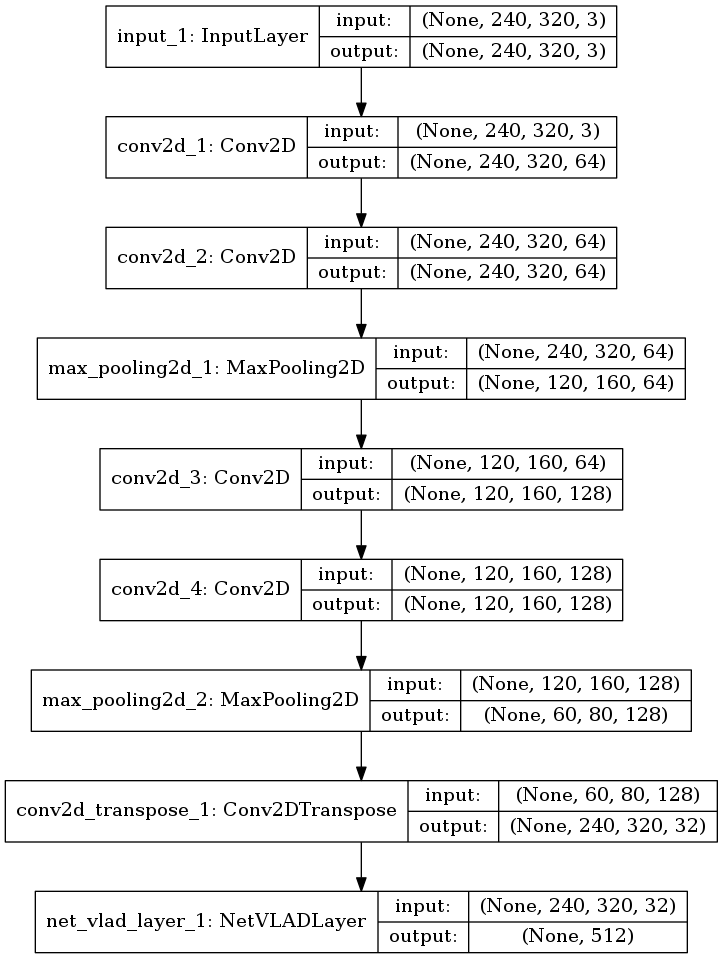 input_1: InputLayer
input: (None, 240, 320, 3)
output: (None, 240, 320, 3)
conv2d_1: Conv2D
input: (None, 240, 320, 3)
output: (None, 240, 320, 64)
conv2d_2: Conv2D
input: (None, 240, 320, 64)
output: (None, 240, 320, 64)
max_pooling2d_1: MaxPooling2D
input: (None, 240, 320, 64)
output: (None, 120, 160, 64)
conv2d_3: Conv2D
input: (None, 120, 160, 64)
output: (None, 120, 160, 128)
conv2d_4: Conv2D
input: (None, 120, 160, 128)
output: (None, 120, 160, 128)
max_pooling2d_2: MaxPooling2D
input: (None, 120, 160, 128)
output: (None, 60, 80, 128)
conv2d_transpose_1: Conv2DTranspose
input: (None, 60, 80, 128)
output: (None, 240, 320, 32)
net_vlad_layer_1: NetVLADLayer
input: (None, 240, 320, 32)
output: (None, 512)